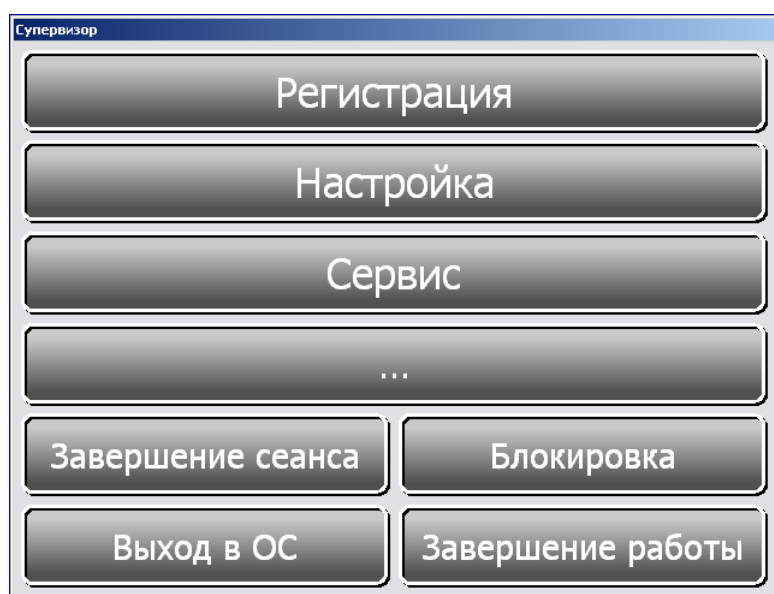 Супервизор
Регистрация
Настройка
Сервис
...
Завершение сеанса
Блокировка
Выход в ОС
Завершение работы